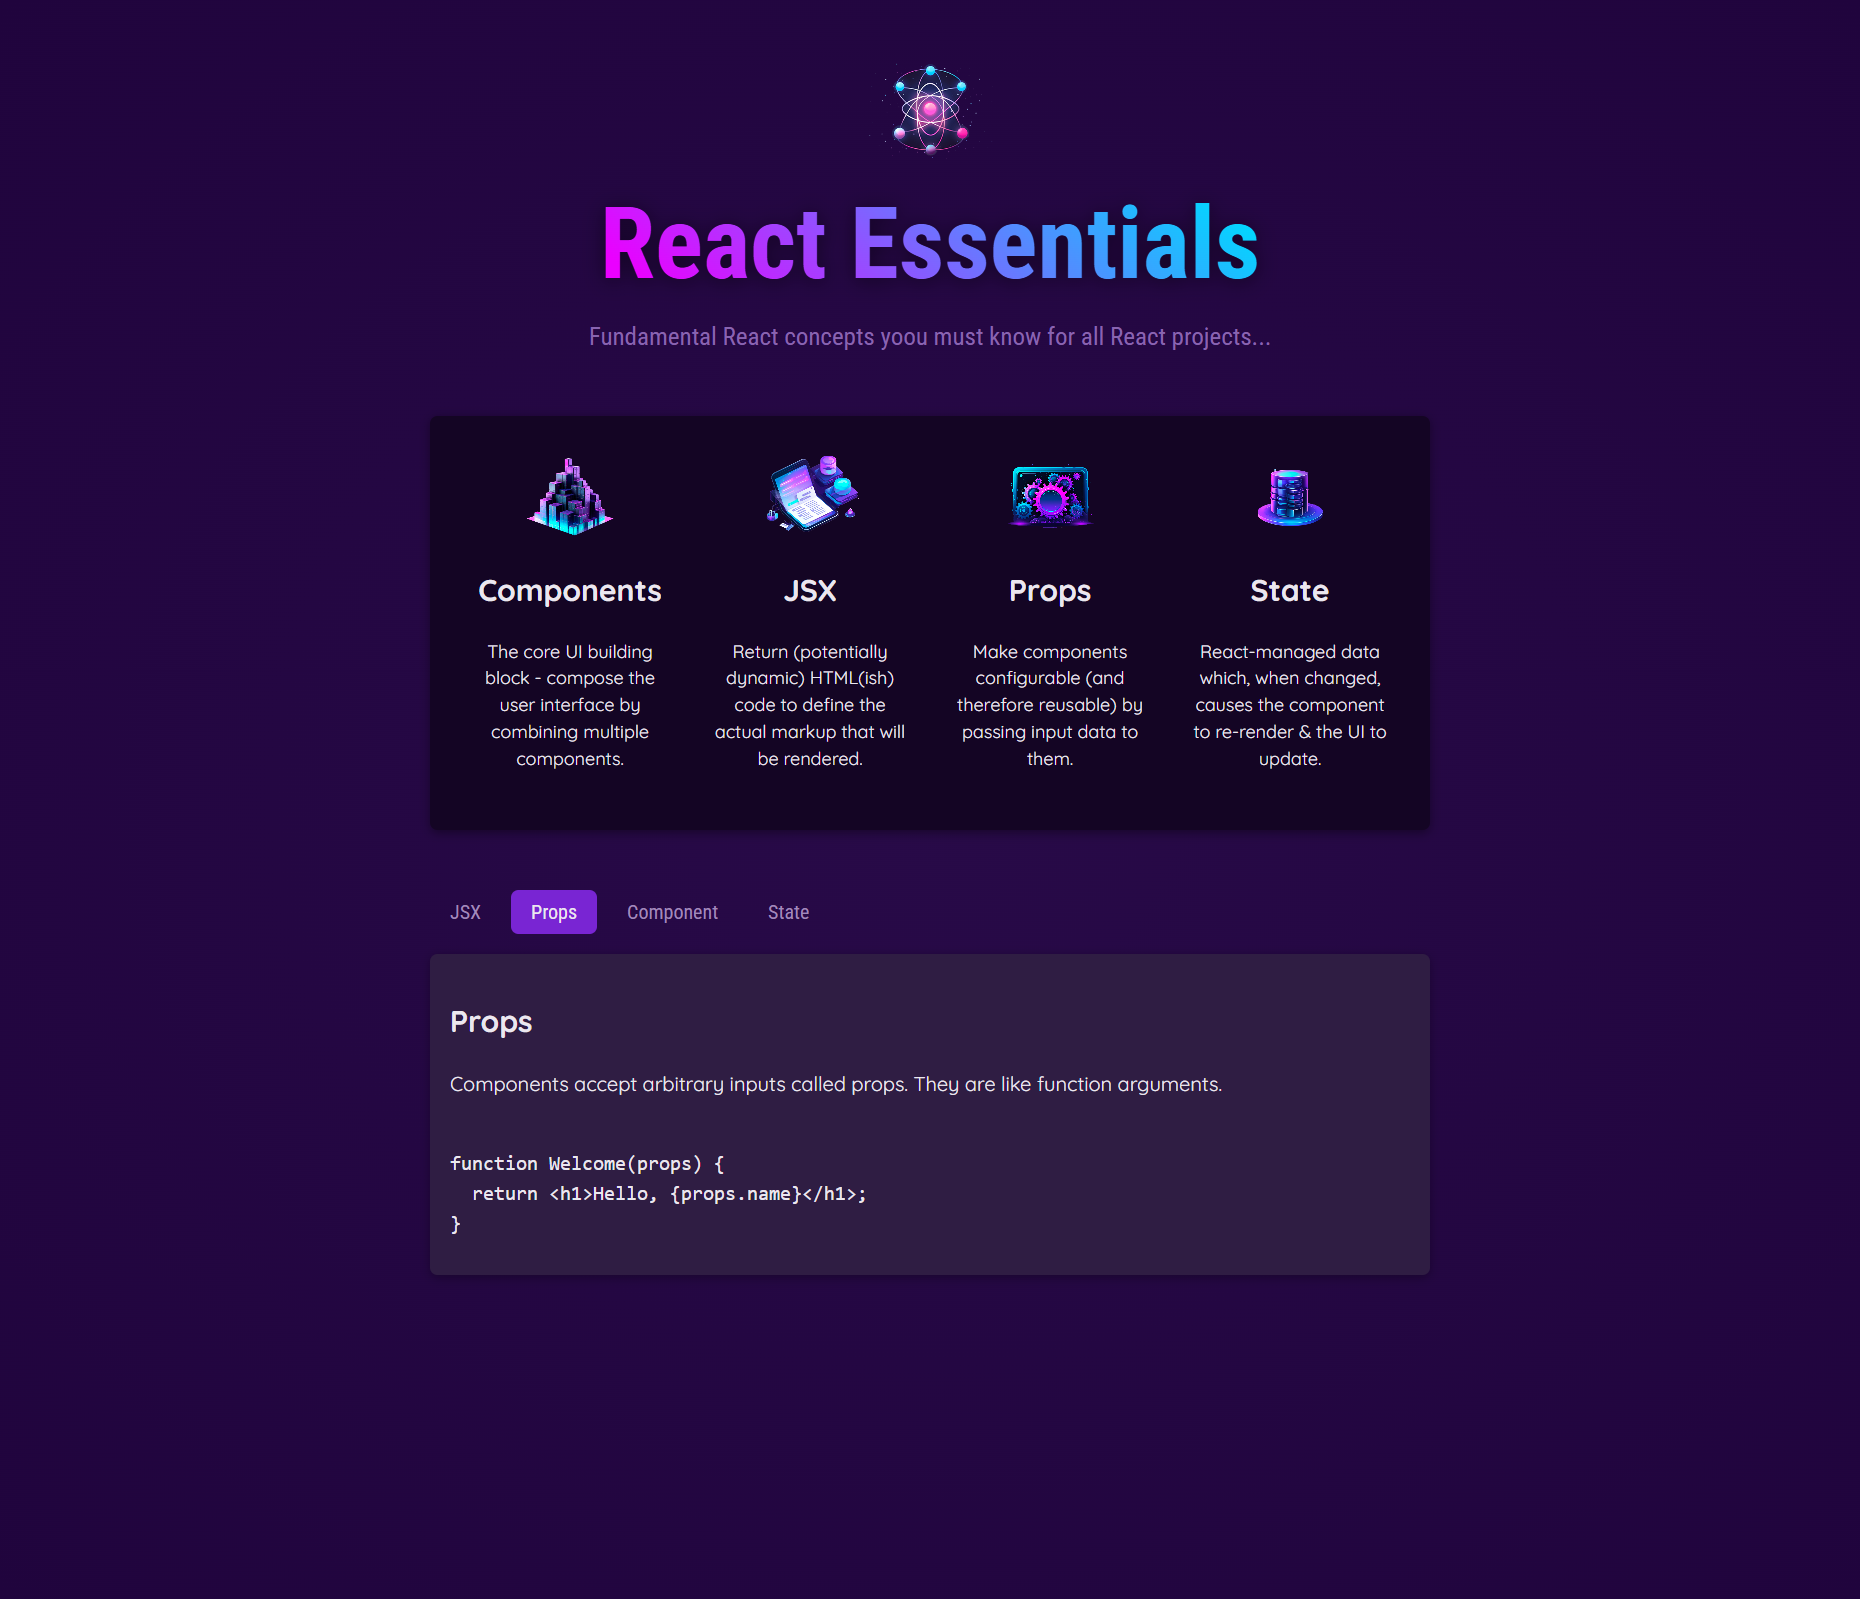 React Essentials
Fundamental React concepts yoou must know for all React projects...
Components
The core UI building
block - compose the
user interface by
combining multiple
components.
JSX
Return (potentially
dynamic) HTML(ish)
code to define the
actual markup that will
be rendered.
Props
Make components
configurable (and
therefore reusable) by
passing input data to
them.
State
React-managed data
which, when changed,
causes the component
to re-render & the UI to
update.
JSX Props Component State
Props
Components accept arbitrary inputs called props. They are like function arguments.
function Welcome(props) {
  return <h1>Hello, {props.name}</h1>;
}